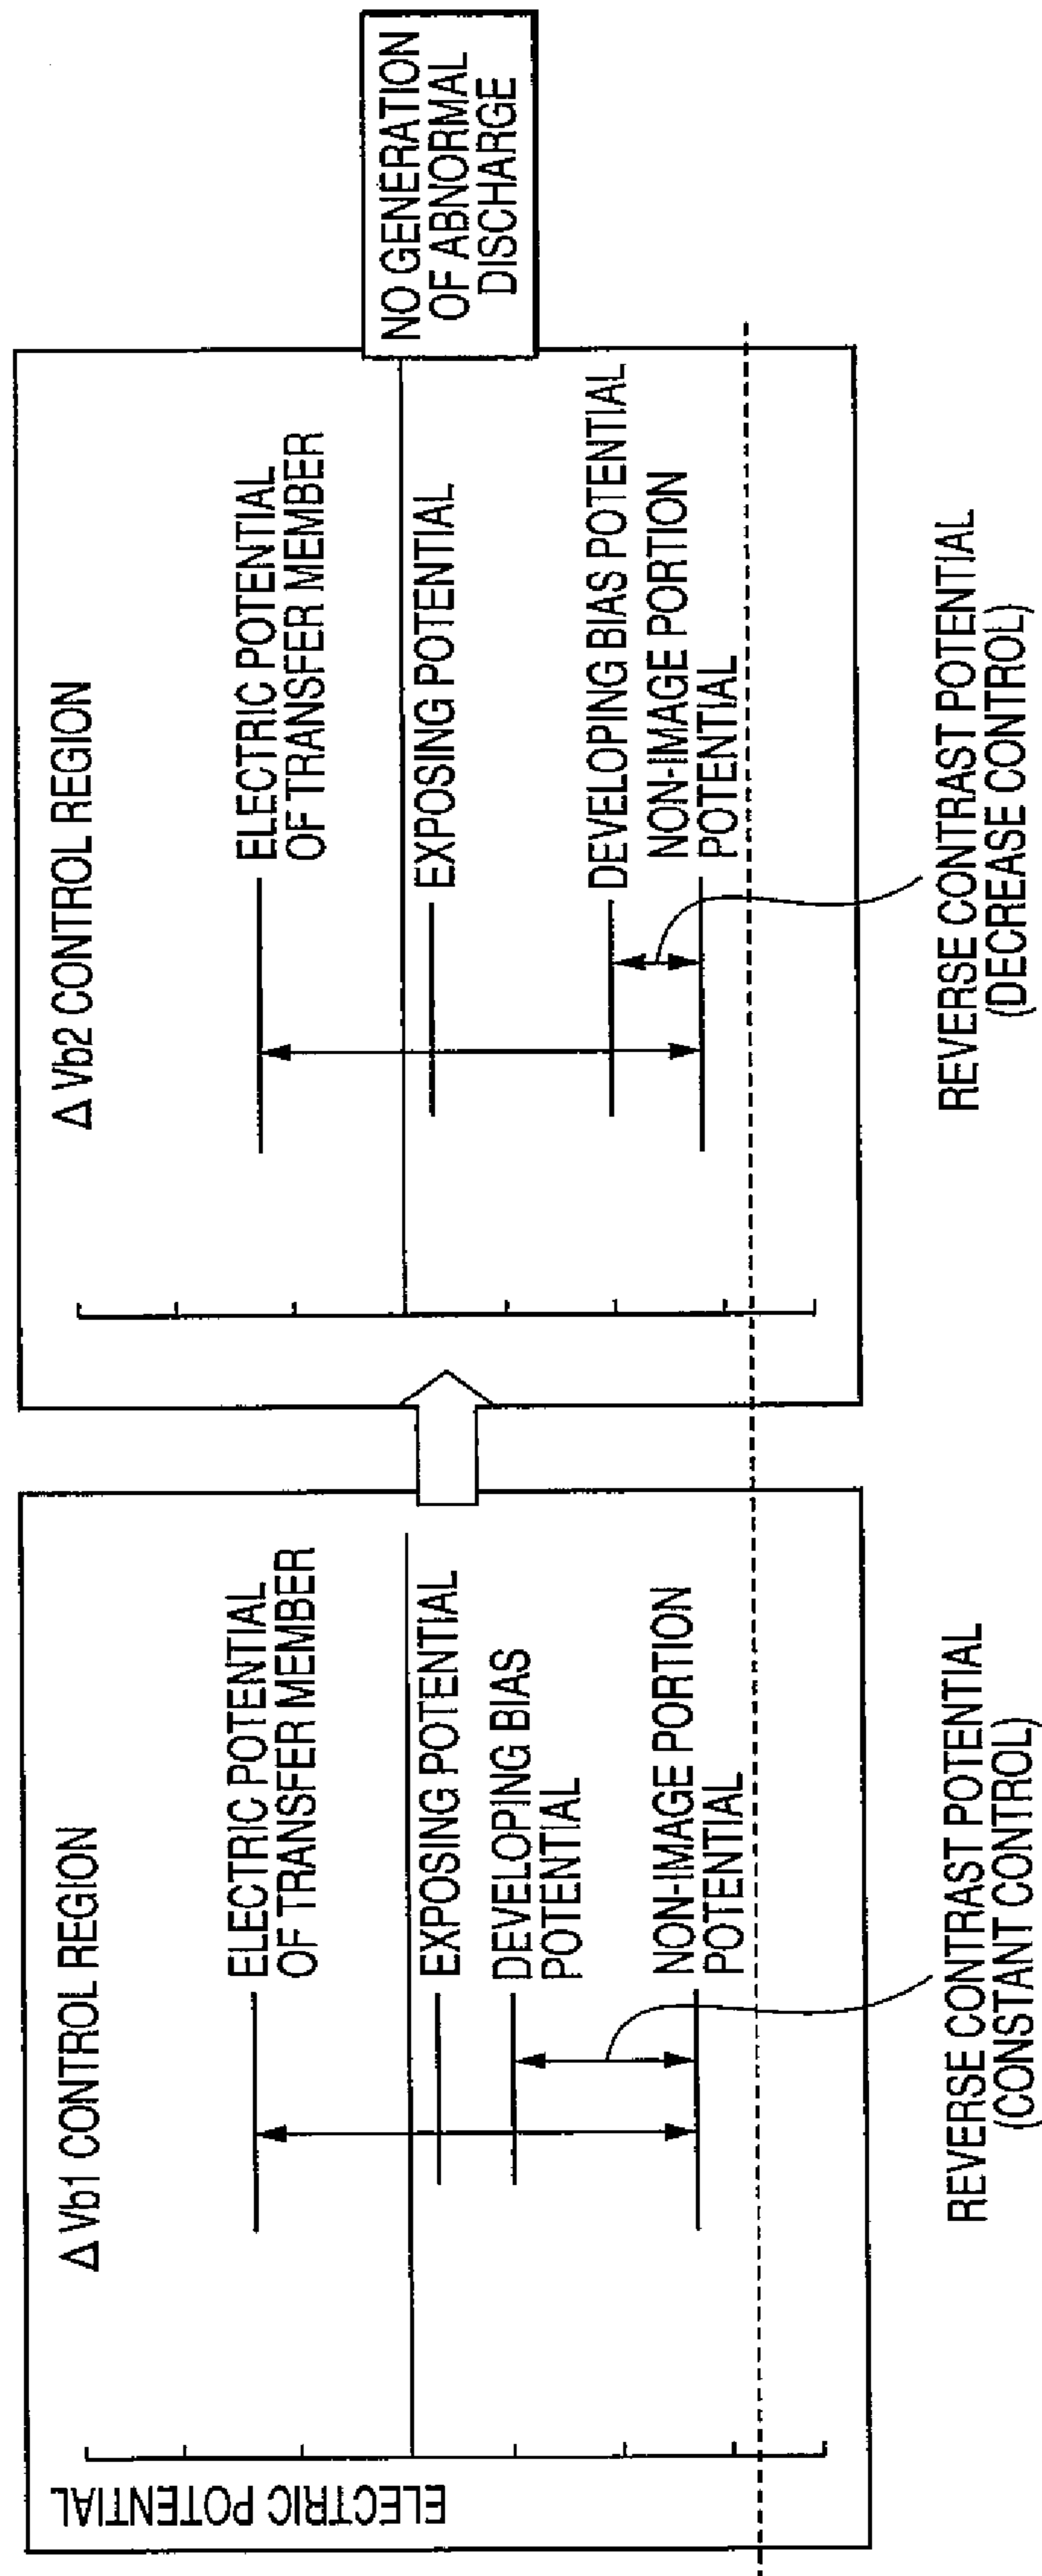 ELECTRIC POTENTIAL
Δ Vb1 CONTROL REGION
ELECTRIC POTENTIAL
OF TRANSFER MEMBER
EXPOSING POTENTIAL
DEVELOPING BIAS
POTENTIAL
NON-IMAGE PORTION
POTENTIAL
REVERSE CONTRAST POTENTIAL
(CONSTANT CONTROL)
Δ Vb2 CONTROL REGION
ELECTRIC POTENTIAL
OF TRANSFER MEMBER
EXPOSING POTENTIAL
DEVELOPING BIAS POTENTIAL
NON-IMAGE PORTION
POTENTIAL
REVERSE CONTRAST POTENTIAL
(DECREASE CONTROL)
NO GENERATION
OF ABNORMAL
DISCHARGE